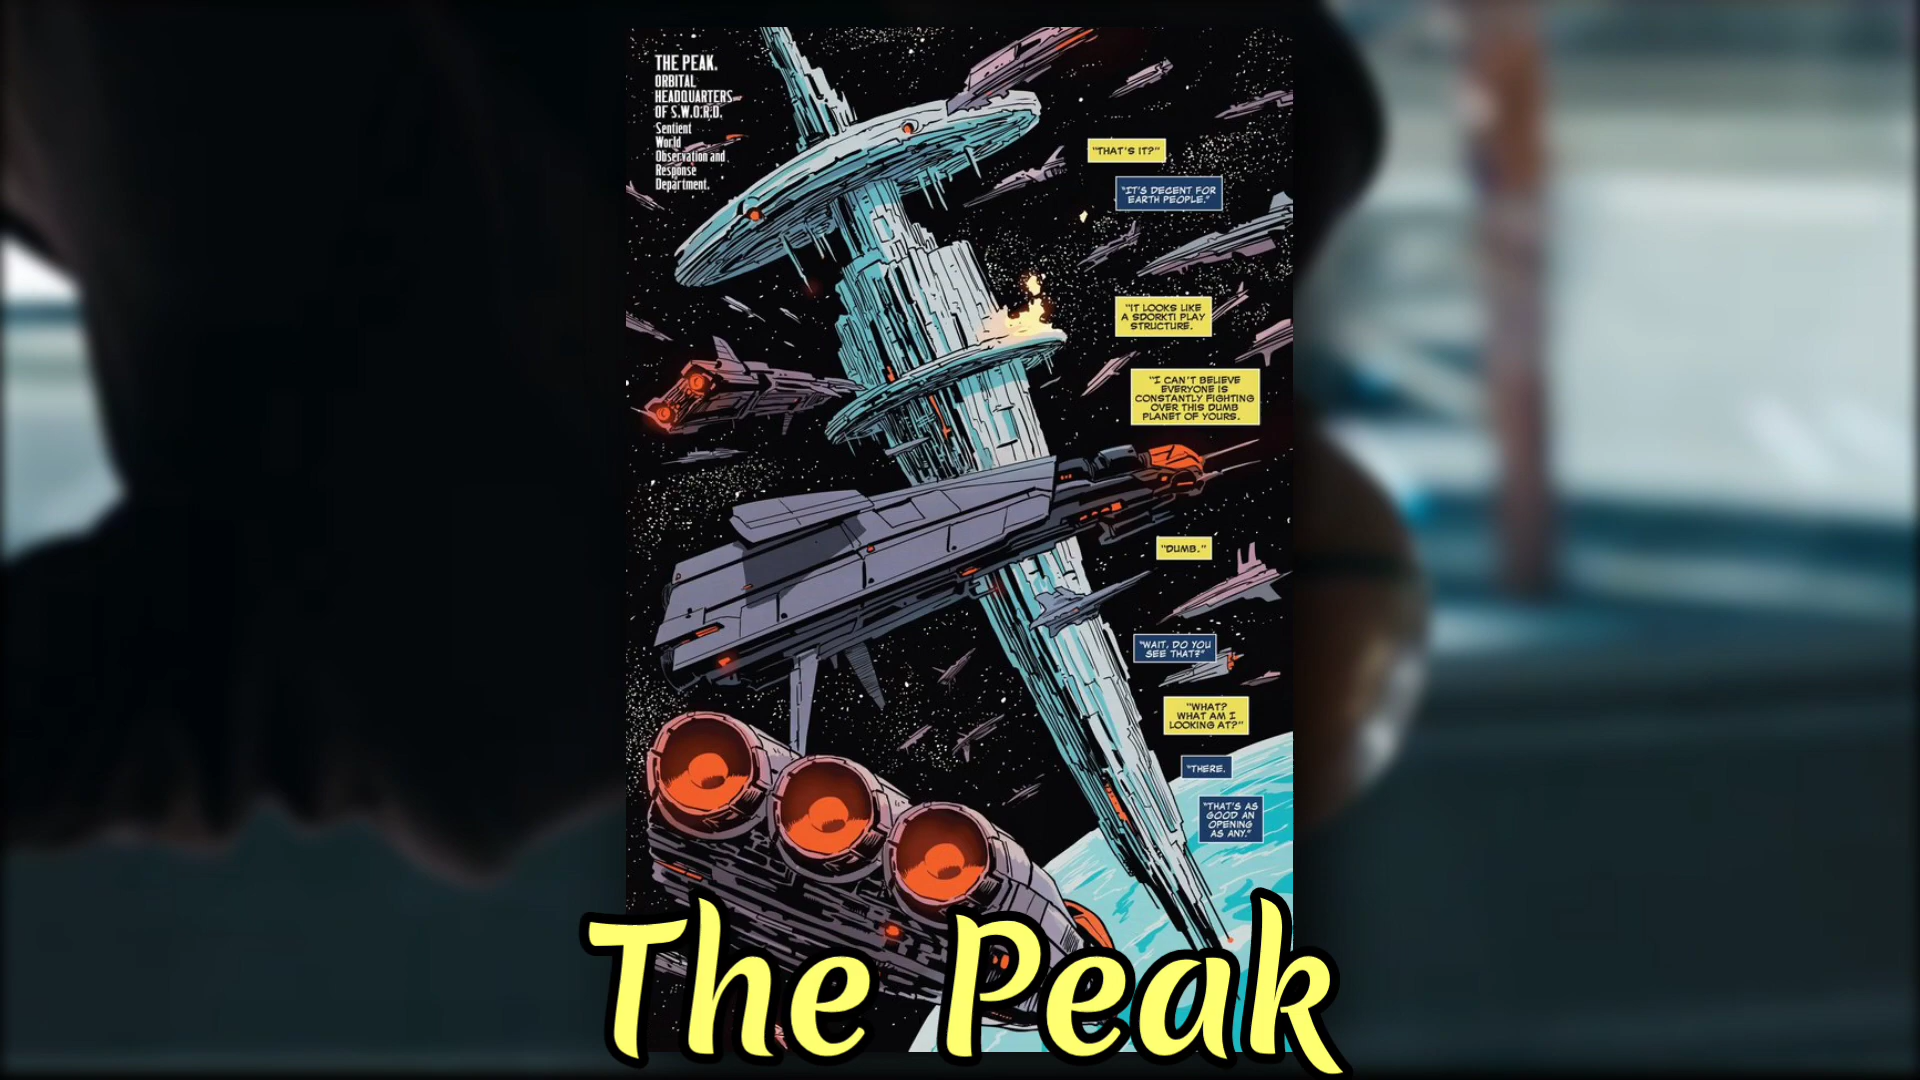 THE PEAK.
ORBITAL
HEADQUARTERS
OF S.W.O.R.D.
Sentient
World
Observation and
Response
Department.
"THAT'S IT?"
"IT'S DECENT FOR
EARTH PEOPLE."
"IT LOOKS LIKE
A SDORKTI PLAY
STRUCTURE.
"I CAN'T BELIEVE
EVERYONE IS
CONSTANTLY FIGHTING
OVER THIS DUMB
PLANET OF YOURS.
"DUMB."
"WAIT, DO YOU
SEE THAT?"
"WHAT?
WHAT AM I
LOOKING AT?"
"THERE.
"THAT'S AS
GOOD AN
OPENING
AS ANY."
The Peak